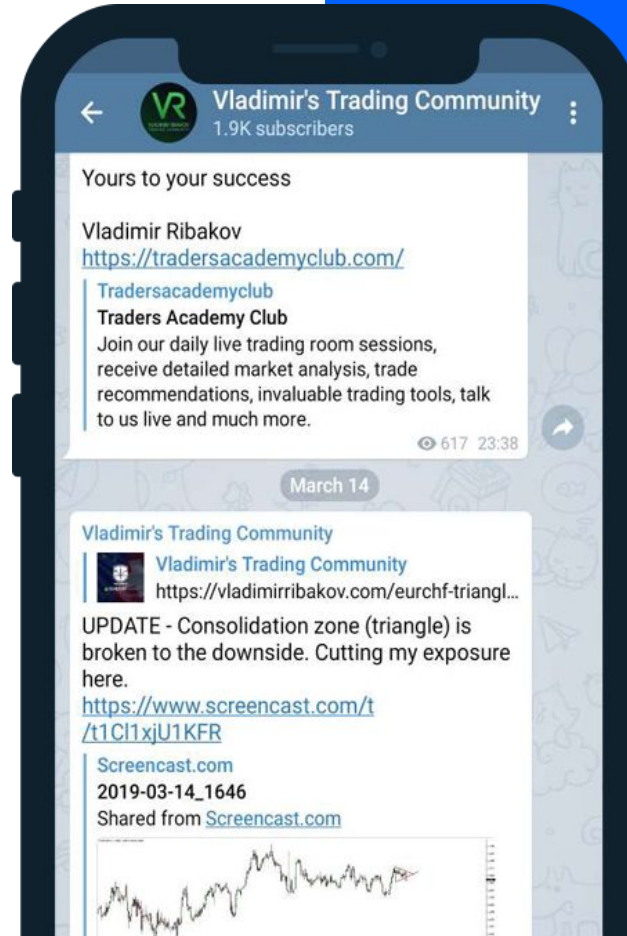 VR
Vladimir's Trading Community
1.9K subscribers
Yours to your success
Vladimir Ribakov
https://tradersacademyclub.com/
Tradersacademyclub
Traders Academy Club
Join our daily live trading room sessions,
receive detailed market analysis, trade
recommendations, invaluable trading tools, talk
to us live and much more.
617 23:38
March 14
Vladimir's Trading Community
Vladimir's Trading Community
https://vladimirribakov.com/eurchf-triangl...
UPDATE - Consolidation zone (triangle) is
broken to the downside. Cutting my exposure
here.
https://www.screencast.com/t
/t1Cl1xjU1KFR
Screencast.com
2019-03-14_1646
Shared from Screencast.com